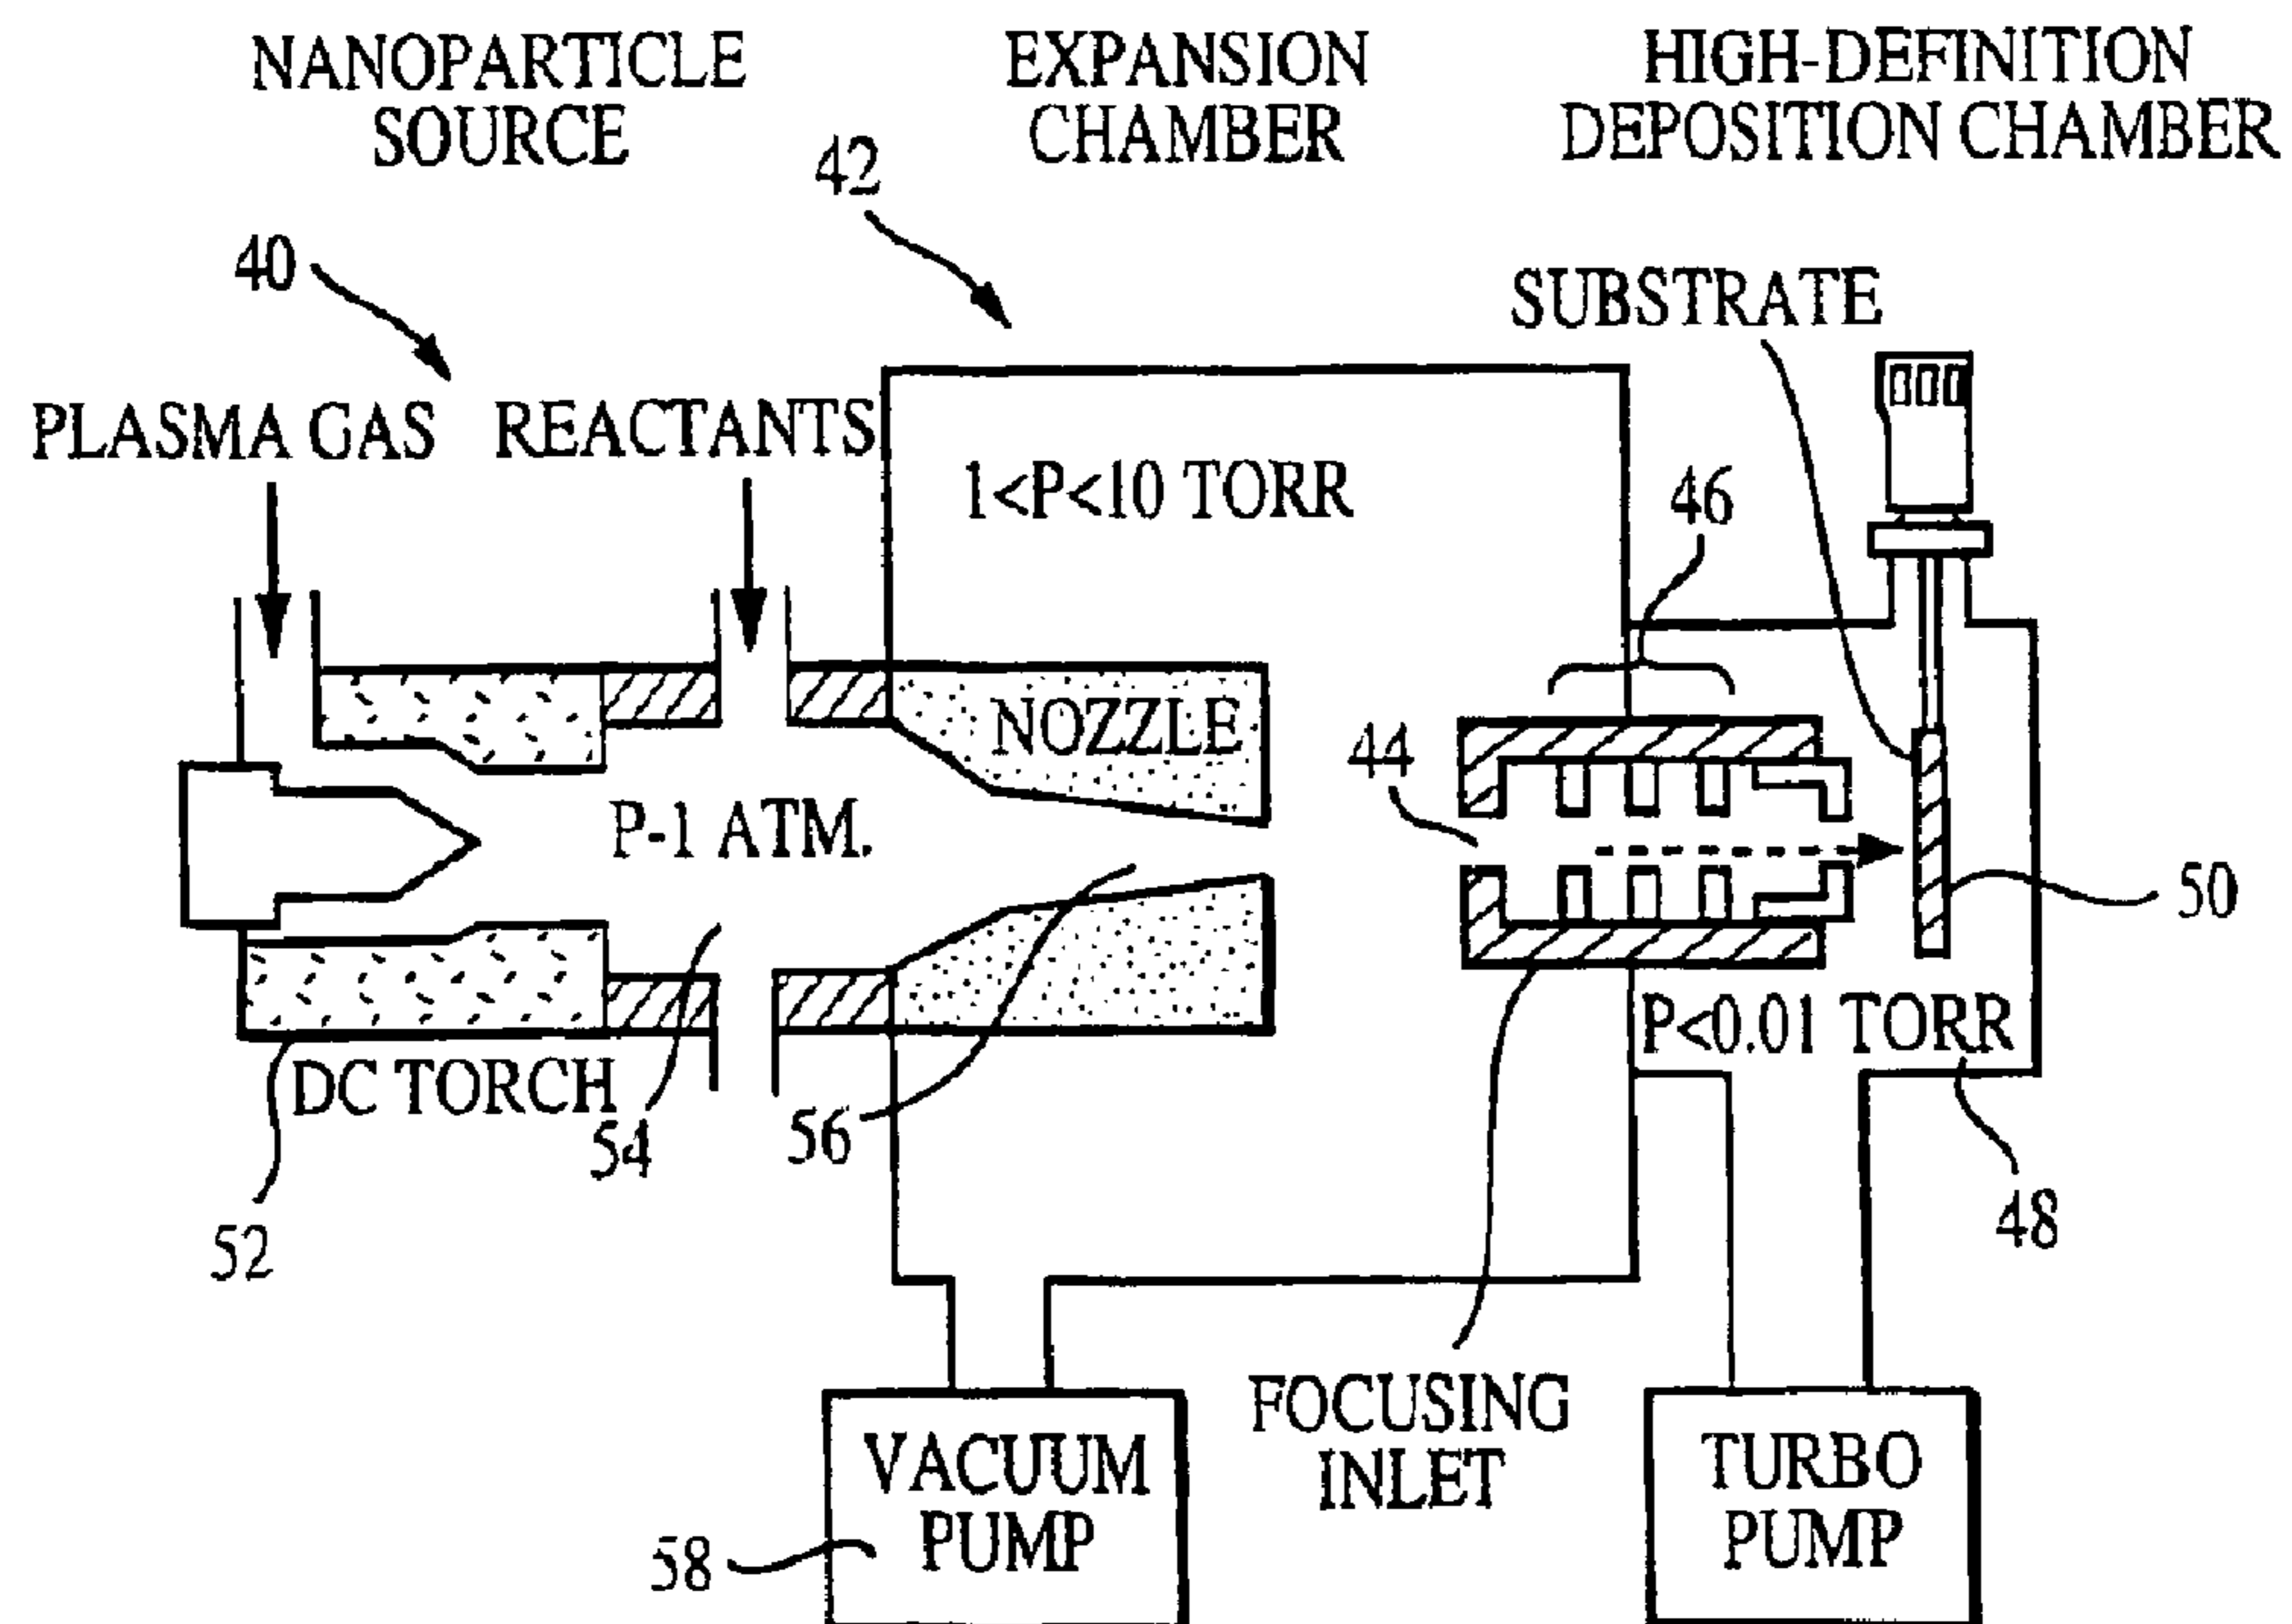 NANOPARTICLE
SOURCE
EXPANSION
CHAMBER
HIGH-DEFINITION
DEPOSITION CHAMBER
42
40
SUBSTRATE
PLASMA GAS
REACTANTS
1<P<10 TORR
46
NOZZLE
44
P-1 ATM.
50
P<0.01 TORR
DC TORCH
54
56
52
48
FOCUSING
INLET
VACUUM
PUMP
TURBO
PUMP
58